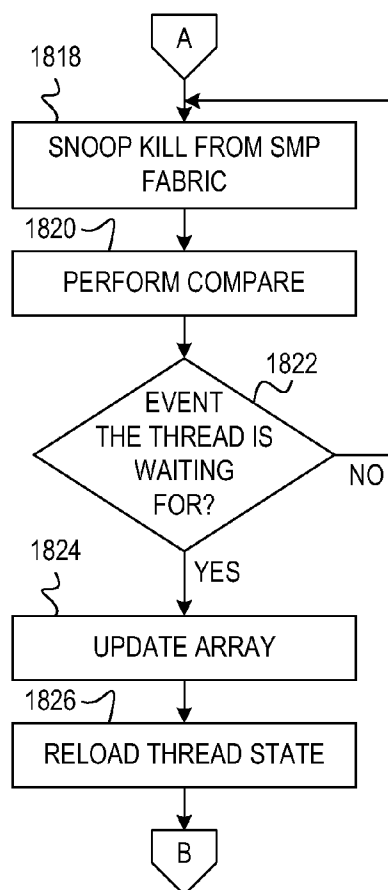 A
1818
SNOOP KILL FROM SMP
FABRIC
1820
PERFORM COMPARE
1822
EVENT
THE THREAD IS
WAITING
FOR?
NO
YES
1824
UPDATE ARRAY
1826
RELOAD THREAD STATE
B